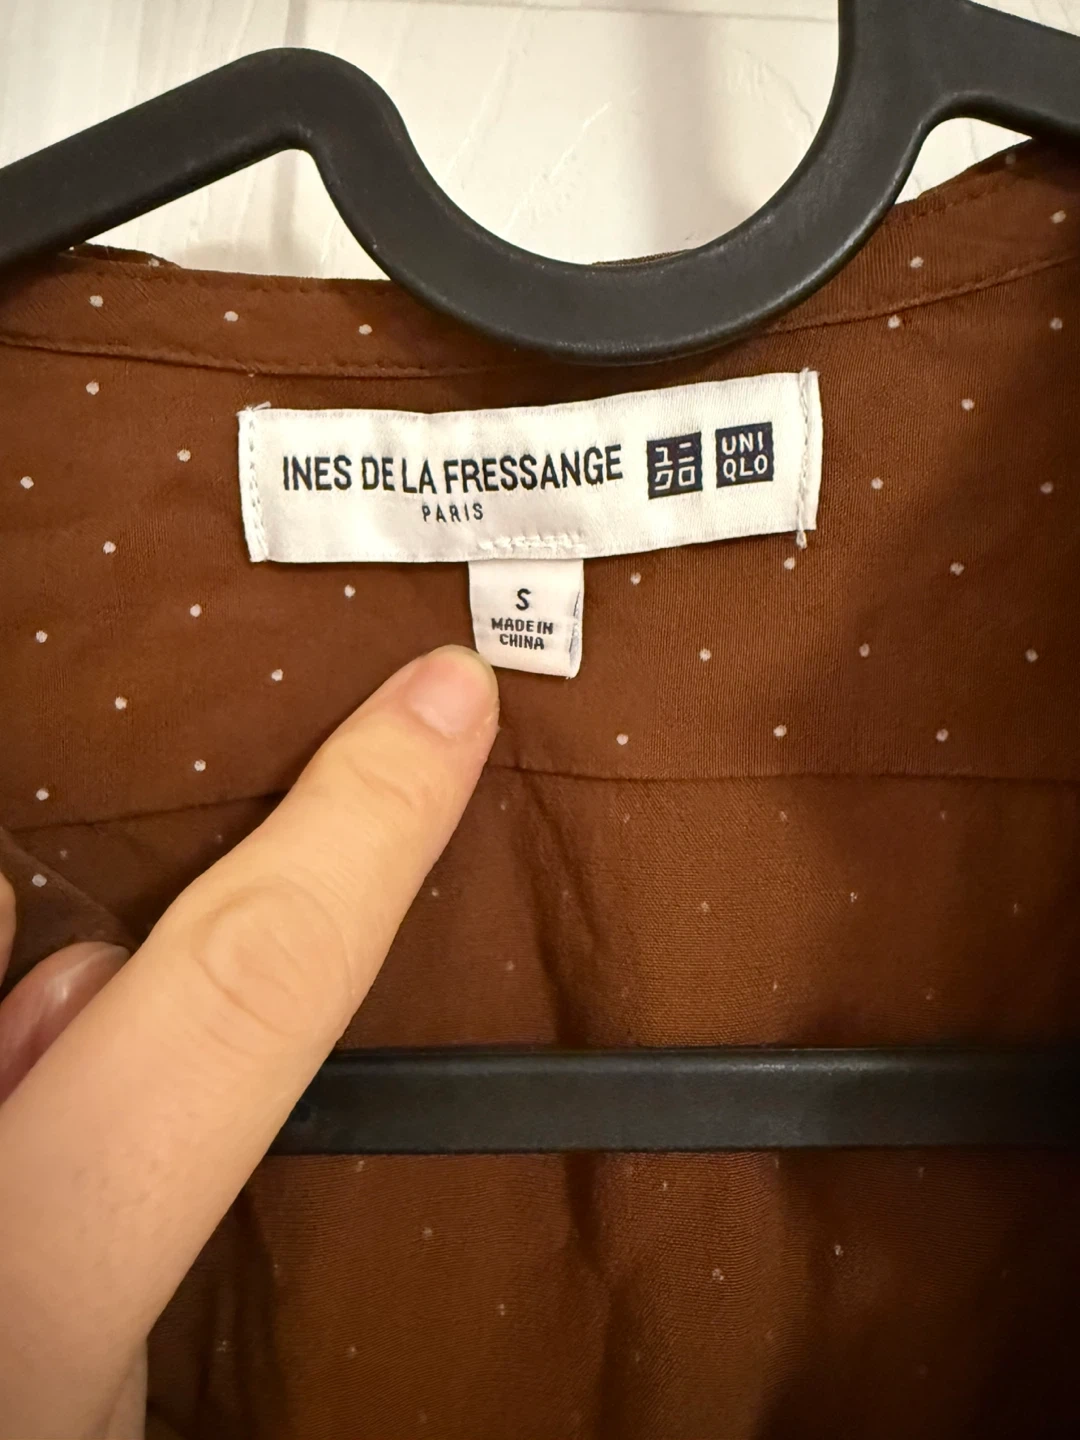 INES DE LA FRESSANGE
PARIS
ユニ
クロ
UNI
QLO
S
MADE IN
CHINA